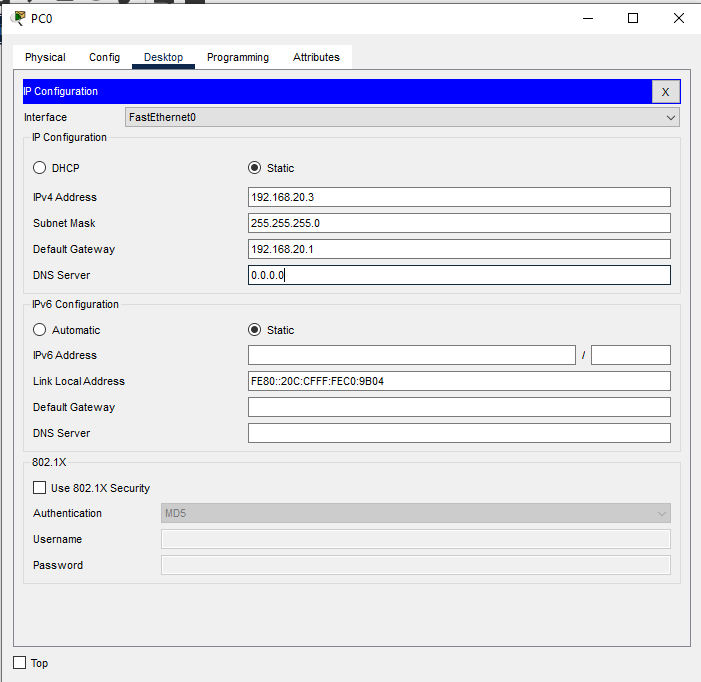 PC0
Physical Config Desktop Programming Attributes
IP Configuration X
Interface FastEthernet0
IP Configuration
DHCP Static
IPv4 Address 192.168.20.3
Subnet Mask 255.255.255.0
Default Gateway 192.168.20.1
DNS Server 0.0.0.0
IPv6 Configuration
Automatic Static
IPv6 Address /
Link Local Address FE80::20C:CFFF:FEC0:9B04
Default Gateway
DNS Server
802.1X
Use 802.1X Security
Authentication MD5
Username
Password
Top